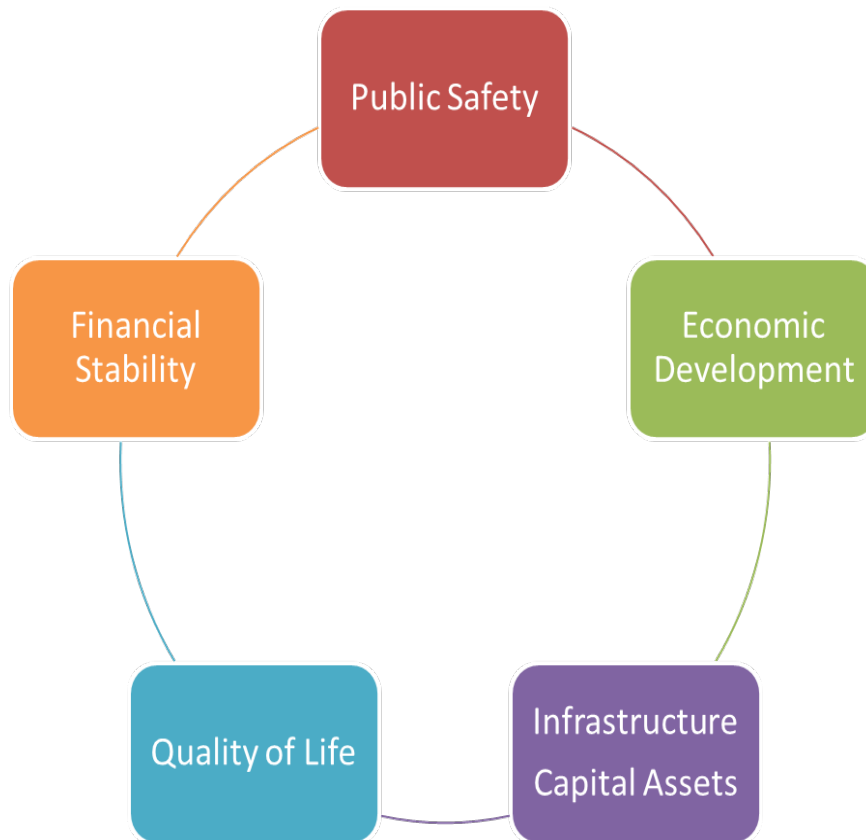 Public Safety
Financial
Stability
Economic
Development
Quality of Life
Infrastructure
Capital Assets